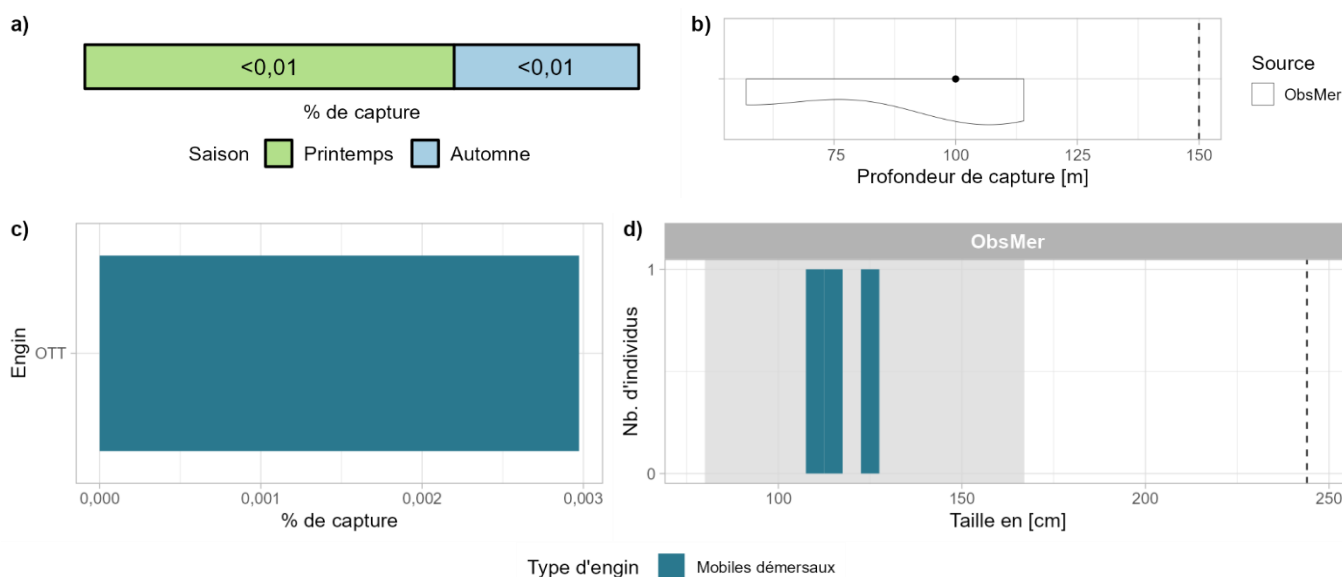 a)
<0,01 <0,01
% de capture
Saison Printemps Automne
b)
75 100 125 150
Profondeur de capture [m]
Source
ObsMer
c)
Engin
OTT
0,000 0,001 0,002 0,003
% de capture
d)
ObsMer
Nb. d'individus
1
0
100 150 200 250
Taille en [cm]
Type d'engin Mobiles démersaux